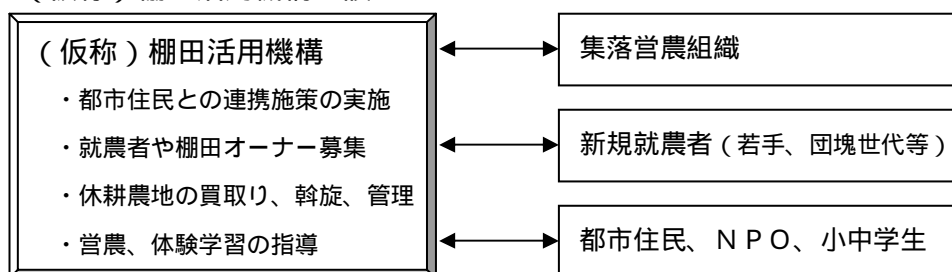 （仮称）棚田活用機構
・都市住民との連携施策の実施
・就農者や棚田オーナー募集
・休耕農地の買取り、斡旋、管理
・営農、体験学習の指導
集落営農組織
新規就農者（若手、団塊世代等）
都市住民、ＮＰＯ、小中学生